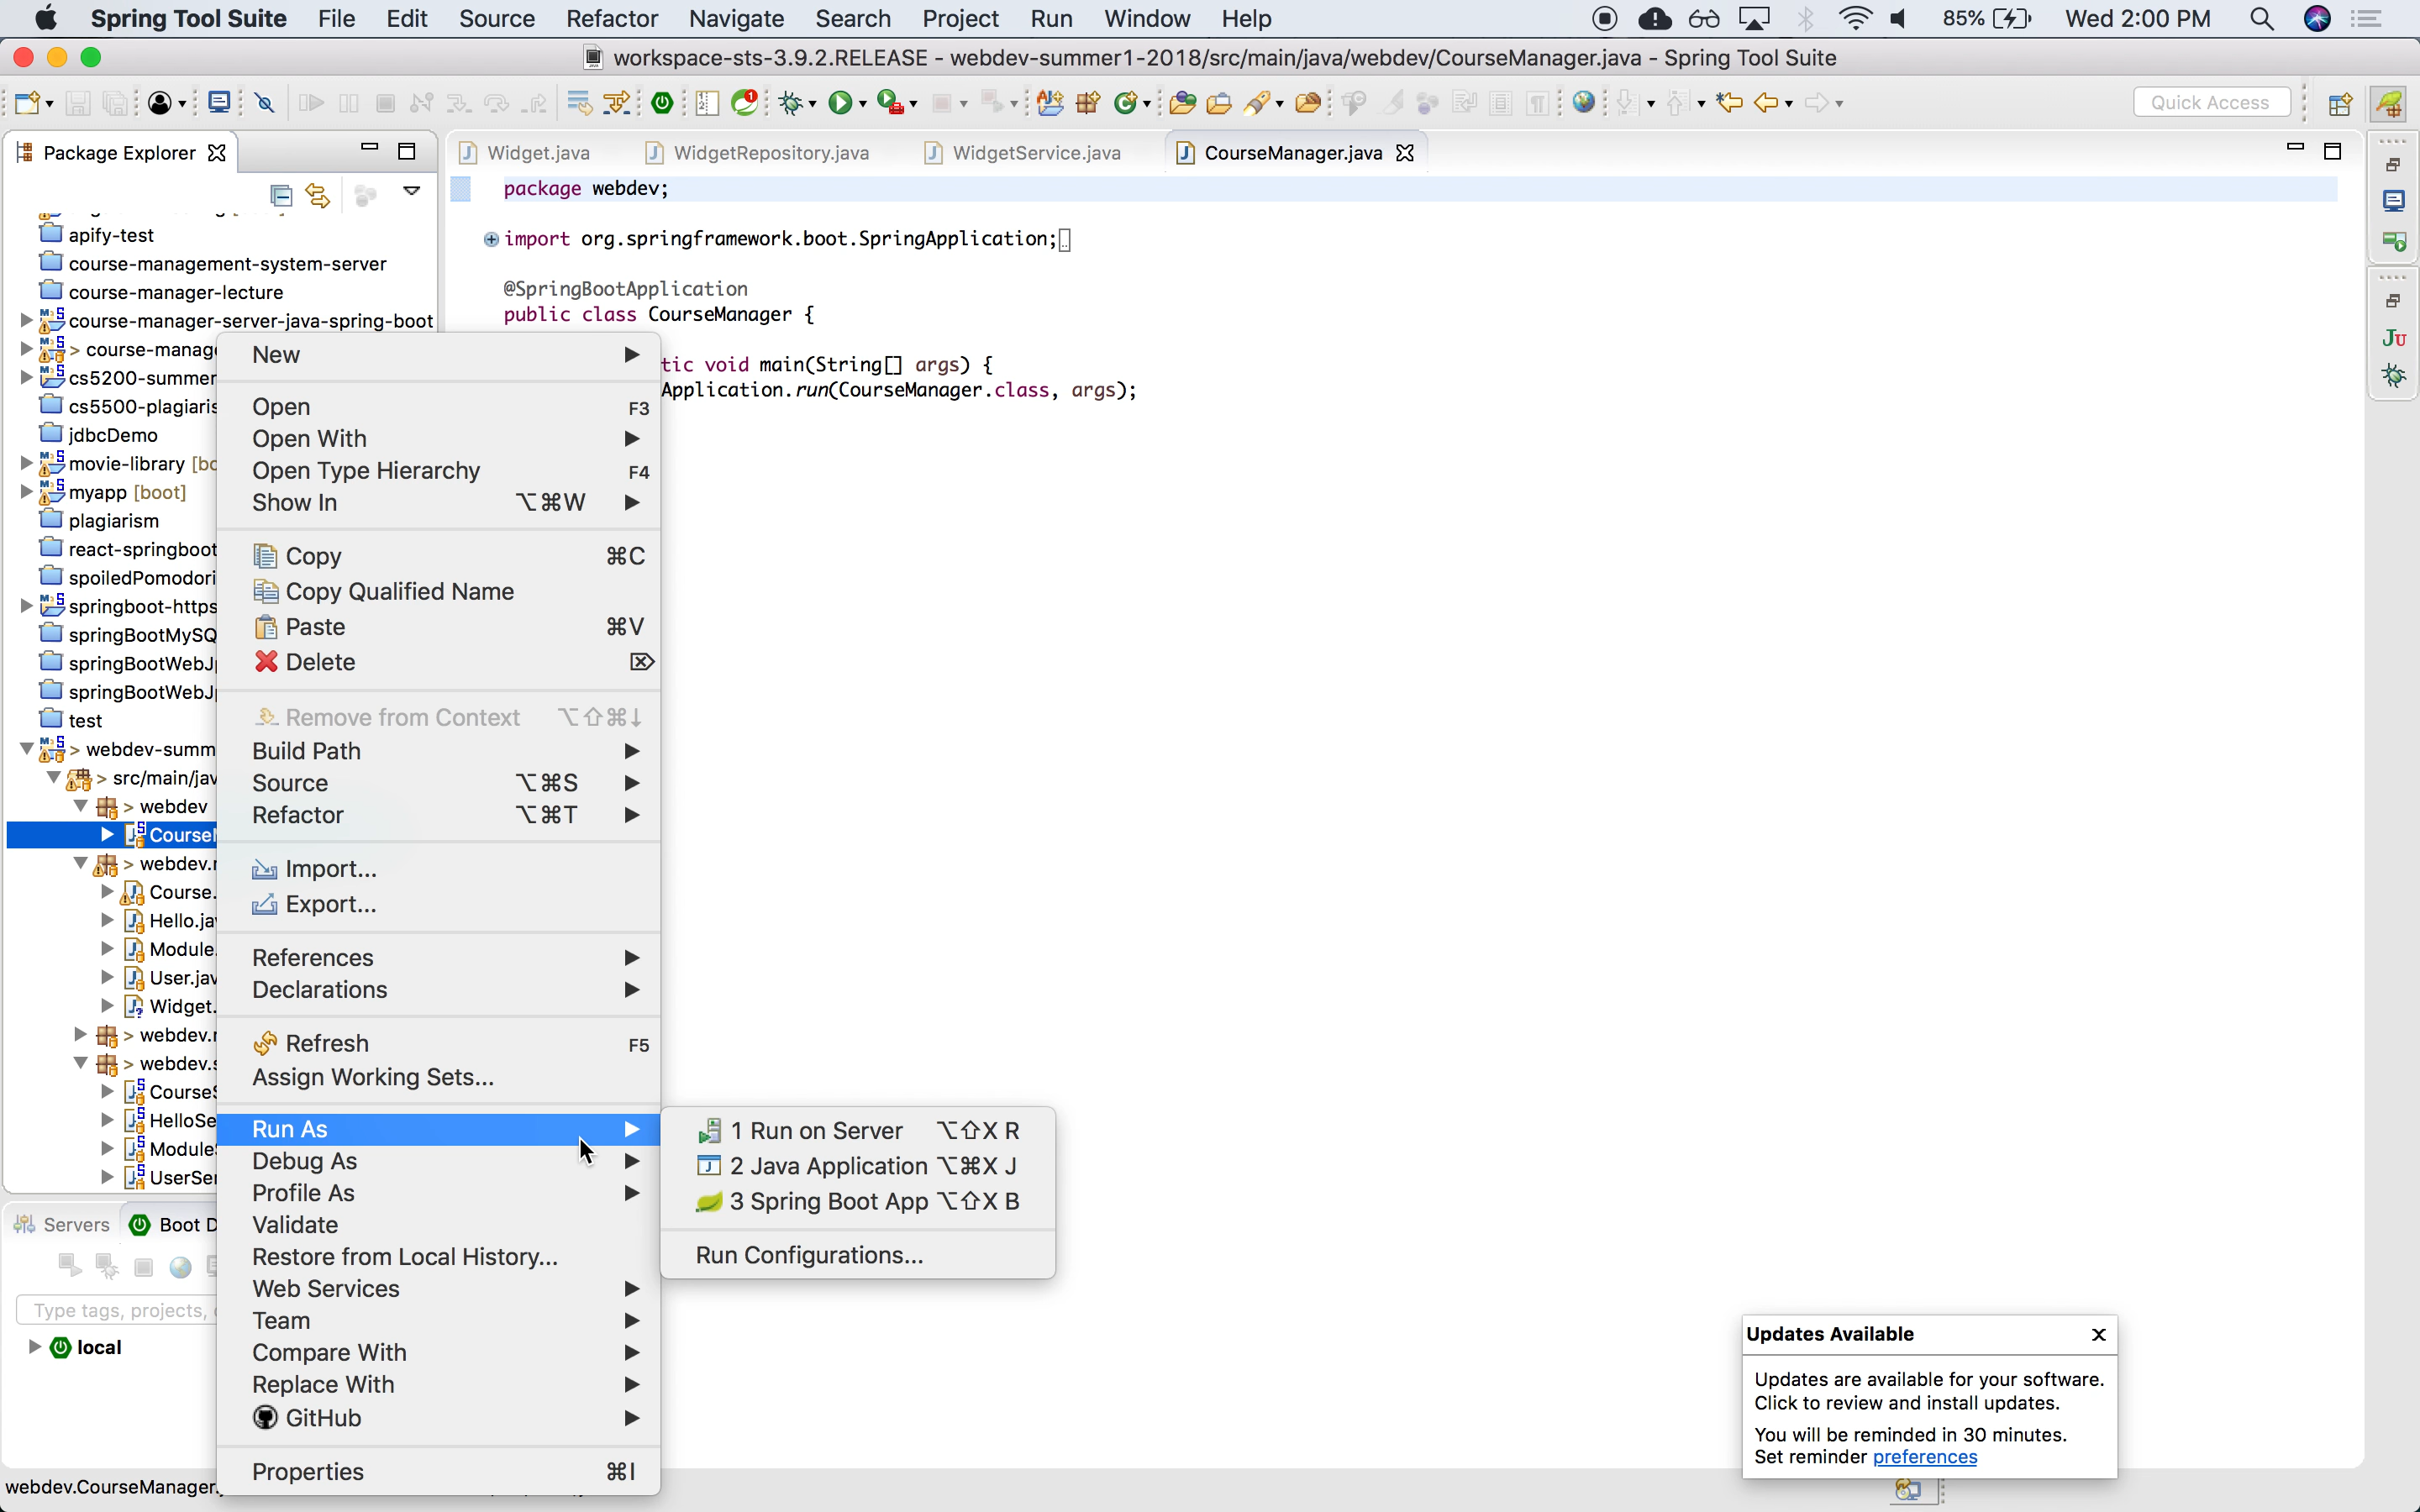 Spring Tool Suite File Edit Source Refactor Navigate Search Project Run Window Help 85% Wed 2:00 PM
workspace-sts-3.9.2.RELEASE - webdev-summer1-2018/src/main/java/webdev/CourseManager.java - Spring Tool Suite
Quick Access
Package Explorer
Widget.java WidgetRepository.java WidgetService.java CourseManager.java
apify-test
course-management-system-server
course-manager-lecture
course-manager-server-java-spring-boot
> course-manag
cs5200-summer
cs5500-plagiaris
jdbcDemo
movie-library [bo
myapp [boot]
plagiarism
react-springboot
spoiledPomodori
springboot-https
springBootMySQ
springBootWebJp
springBootWebJp
test
> webdev-summ
> src/main/jav
> webdev
CourseM
> webdev.
Course.
Hello.jav
Module.
User.jav
Widget.
> webdev.r
> webdev.s
CourseS
HelloSe
ModuleS
UserSer
package webdev;
import org.springframework.boot.SpringApplication;
@SpringBootApplication
public class CourseManager {
tic void main(String[] args) {
Application.run(CourseManager.class, args);
New
Open F3
Open With
Open Type Hierarchy F4
Show In ⌥⌘W
Copy ⌘C
Copy Qualified Name
Paste ⌘V
Delete ⌦
Remove from Context ⌥⇧⌘↓
Build Path
Source ⌥⌘S
Refactor ⌥⌘T
Import...
Export...
References
Declarations
Refresh F5
Assign Working Sets...
Run As
Debug As
Profile As
Validate
Restore from Local History...
Web Services
Team
Compare With
Replace With
GitHub
Properties ⌘I
1 Run on Server ⌥⇧X R
2 Java Application ⌥⌘X J
3 Spring Boot App ⌥⇧X B
Run Configurations...
Servers Boot D
Type tags, projects,
local
webdev.CourseManager.
Updates Available x
Updates are available for your software.
Click to review and install updates.
You will be reminded in 30 minutes.
Set reminder preferences